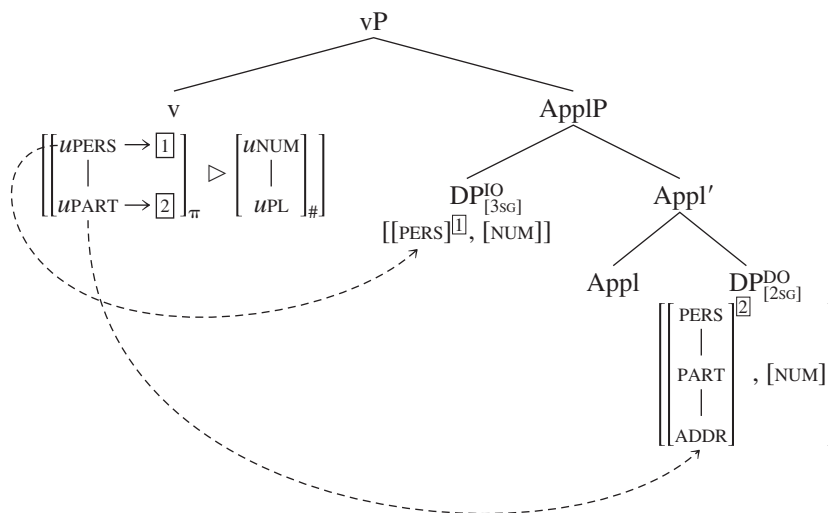 vP
v ApplP
[[uPERS → 1 ▷ [uNUM
uPART → 2]π uPL]#]
DP^IO_[3SG] Appl′
[[PERS]^1, [NUM]]
Appl DP^DO_[2SG]
[[PERS ]^2
PART , [NUM]
ADDR]